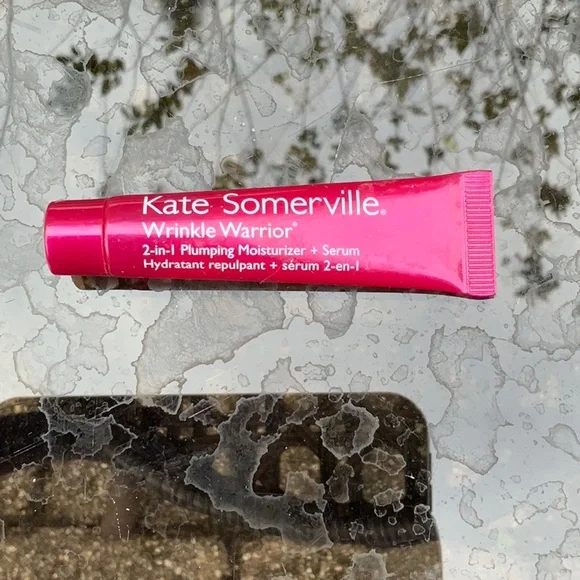 Kate Somerville®
Wrinkle Warrior®
2-in-1 Plumping Moisturizer + Serum
Hydratant repulpant + sérum 2-en-1